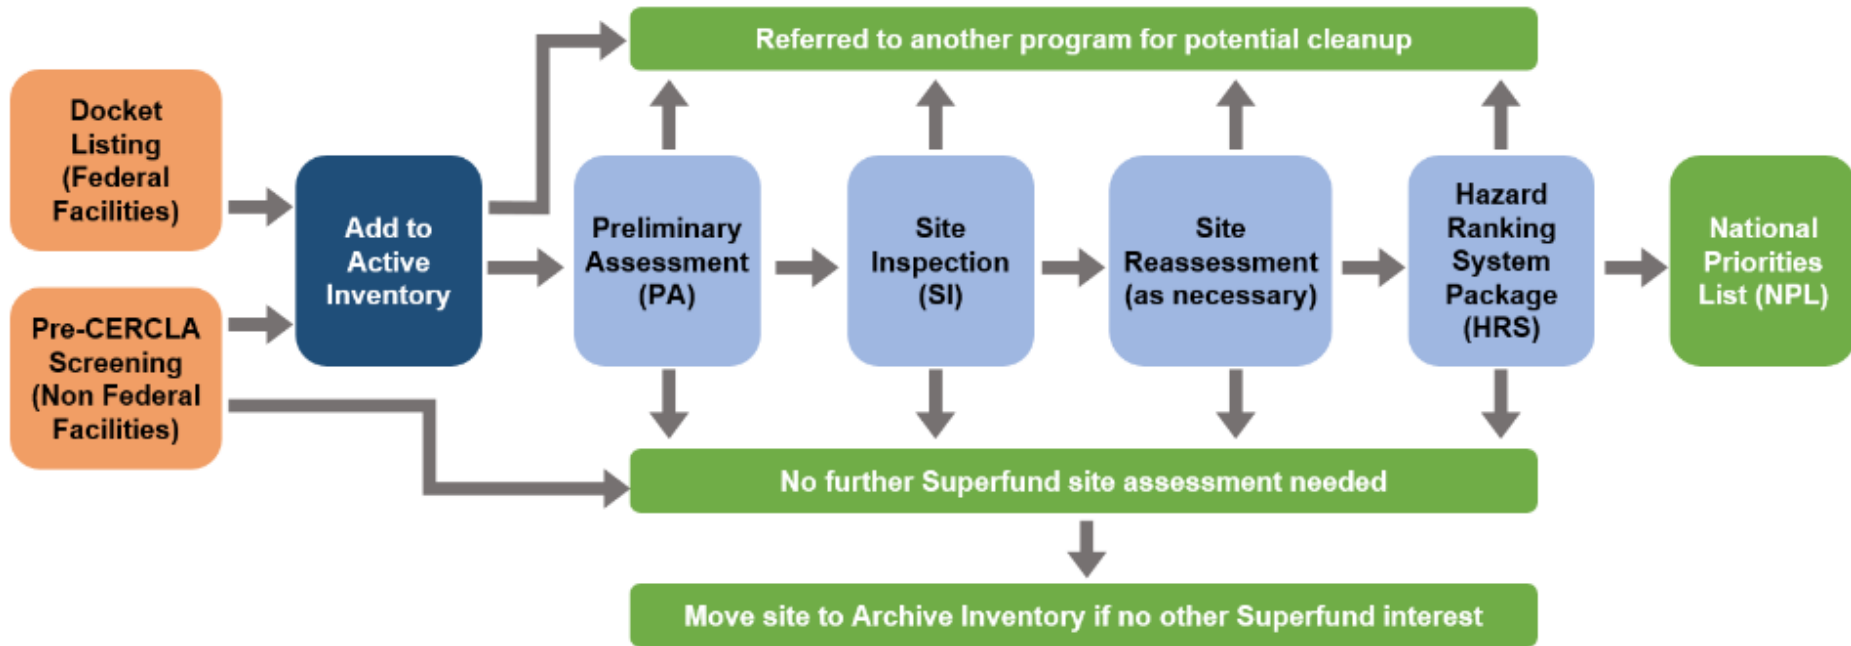 Referred to another program for potential cleanup
Docket
Listing
(Federal
Facilities)
Pre-CERCLA
Screening
(Non Federal
Facilities)
Add to
Active
Inventory
Preliminary
Assessment
(PA)
Site
Inspection
(SI)
Site
Reassessment
(as necessary)
Hazard
Ranking
System
Package
(HRS)
National
Priorities
List (NPL)
No further Superfund site assessment needed
Move site to Archive Inventory if no other Superfund interest